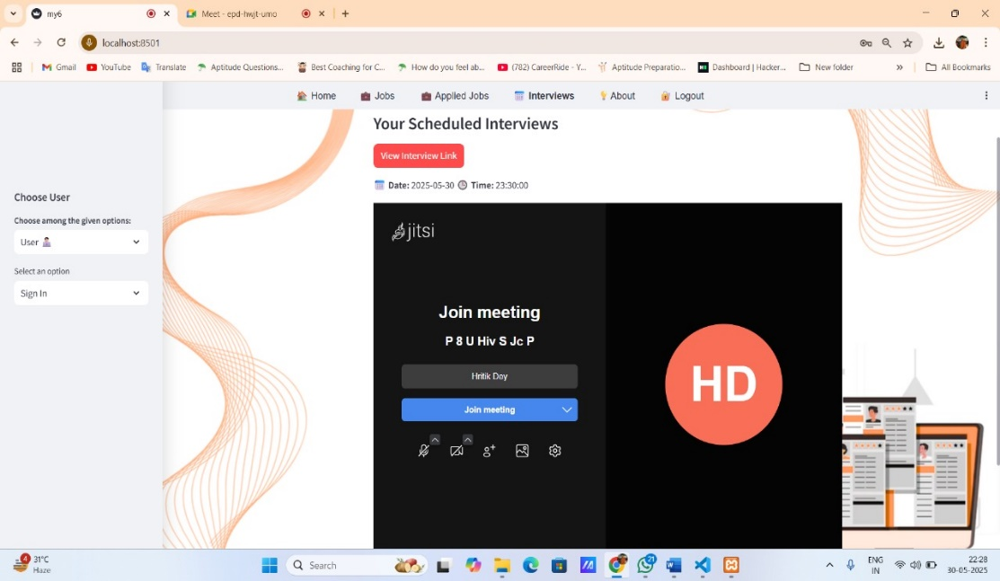 my6
Meet - epd-hwjt-umo
localhost:8501
Gmail
YouTube
Translate
Aptitude Questions...
Best Coaching for C...
How do you feel ab...
(782) CareerRide - Y...
Aptitude Preparatio...
Dashboard | Hacker...
New folder
»
All Bookmarks
Home
Jobs
Applied Jobs
Interviews
About
Logout
Your Scheduled Interviews
View Interview Link
Date: 2025-05-30 Time: 23:30:00
Choose User
Choose among the given options:
User
Select an option
Sign In
jitsi
Join meeting
P 8 U Hiv S Jc P
Hritik Dey
Join meeting
HD
4
31°C
Haze
Search
21
ENG
IN
22:28
30-05-2025